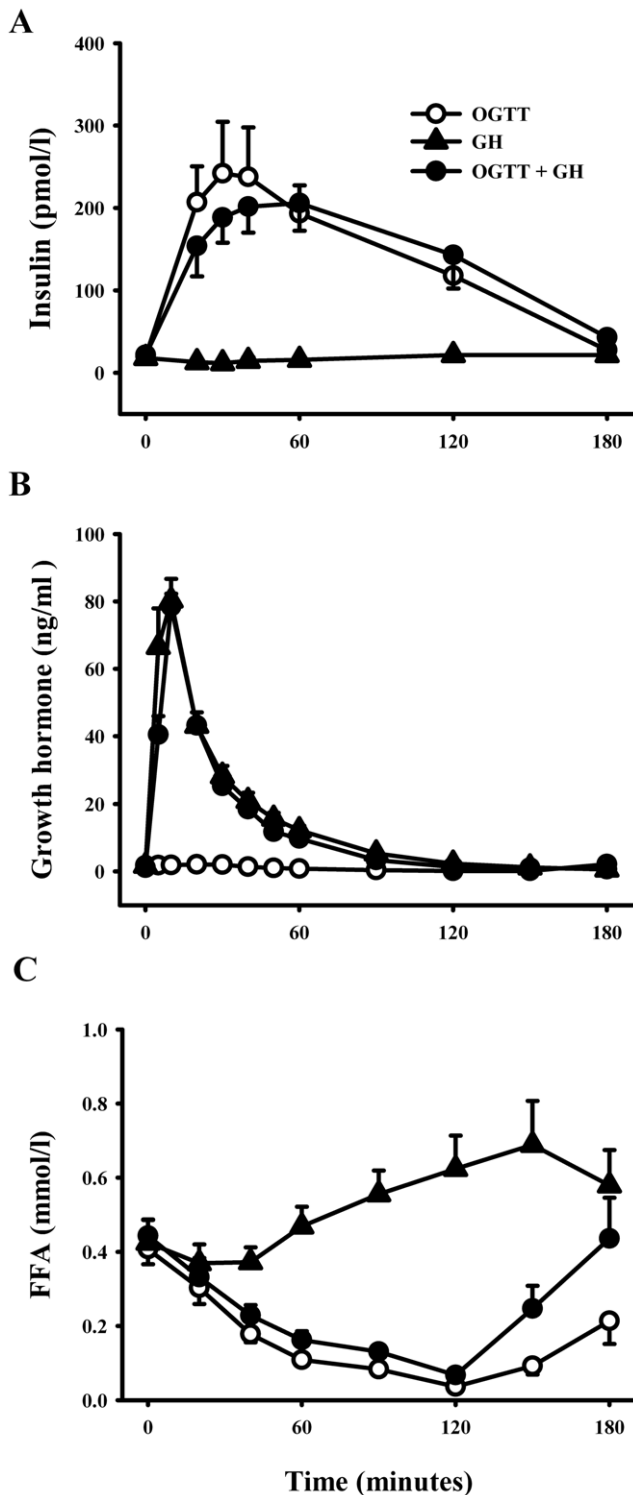 A
Insulin (pmol/l)
400
300
200
100
0
OGTT
GH
OGTT + GH
0 60 120 180
B
Growth hormone (ng/ml )
100
80
60
40
20
0
0 60 120 180
C
FFA (mmol/l)
1.0
0.8
0.6
0.4
0.2
0.0
0 60 120 180
Time (minutes)